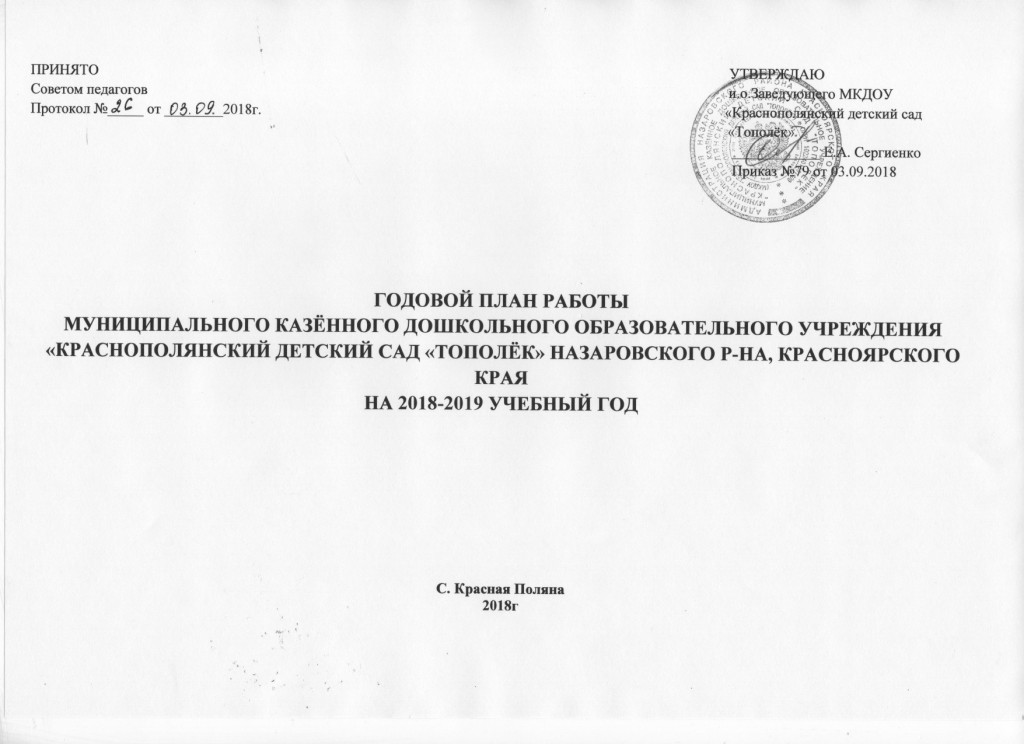 ПРИНЯТО
Советом педагогов
Протокол № 26 от 03.09. 2018г.
УТВЕРЖДАЮ
и.о.Заведующего МКДОУ
«Краснополянский детский сад
«Тополёк».
Е.А. Сергиенко
Приказ №79 от 03.09.2018
ГОДОВОЙ ПЛАН РАБОТЫ
МУНИЦИПАЛЬНОГО КАЗЁННОГО ДОШКОЛЬНОГО ОБРАЗОВАТЕЛЬНОГО УЧРЕЖДЕНИЯ
«КРАСНОПОЛЯНСКИЙ ДЕТСКИЙ САД «ТОПОЛЁК» НАЗАРОВСКОГО Р-НА, КРАСНОЯРСКОГО
КРАЯ
НА 2018-2019 УЧЕБНЫЙ ГОД
С. Красная Поляна
2018г